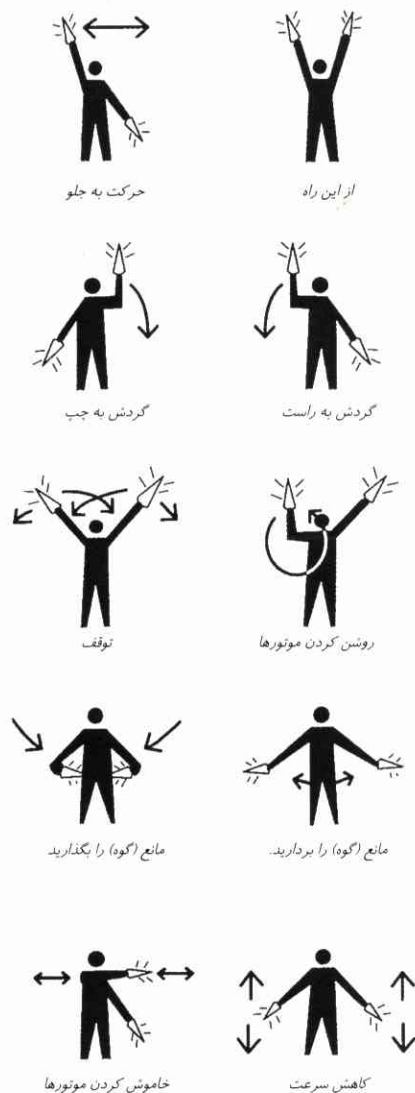 از این راه
حرکت به جلو
گردش به راست
گردش به چپ
روشن کردن موتورها
توقف
مانع (گوه) را بردارید.
مانع (گوه) را بگذارید
کاهش سرعت
خاموش کردن موتورها